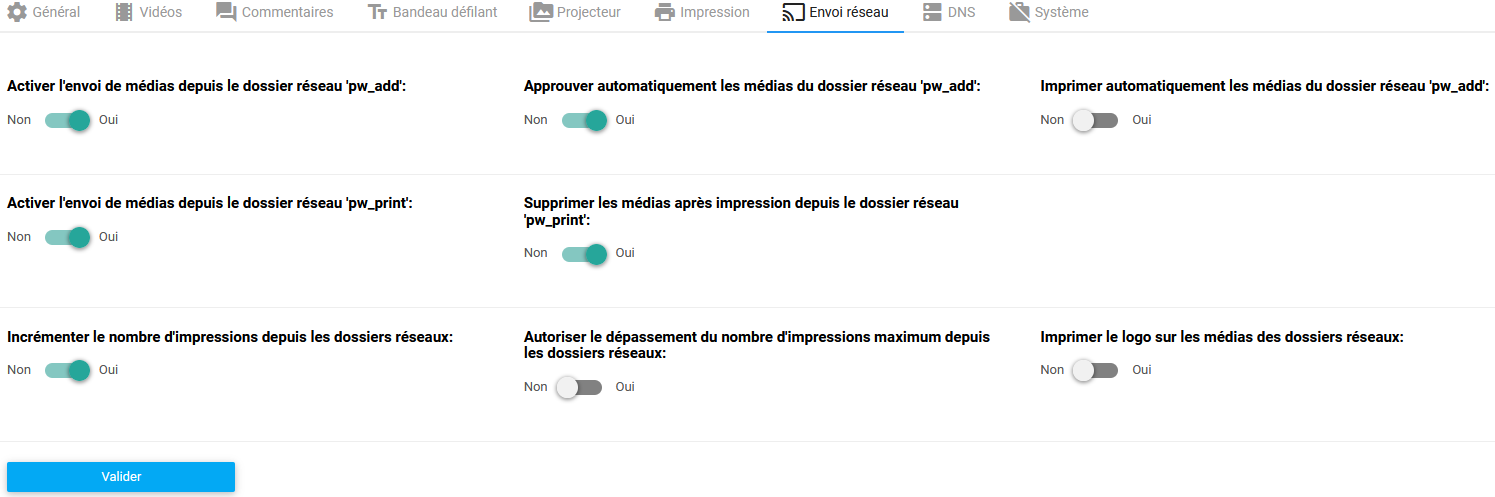 Général Vidéos Commentaires Bandeau défilant Projecteur Impression Envoi réseau DNS Système
Activer l'envoi de médias depuis le dossier réseau 'pw_add':
Non Oui
Approuver automatiquement les médias du dossier réseau 'pw_add':
Non Oui
Imprimer automatiquement les médias du dossier réseau 'pw_add':
Non Oui
Activer l'envoi de médias depuis le dossier réseau 'pw_print':
Non Oui
Supprimer les médias après impression depuis le dossier réseau
'pw_print':
Non Oui
Incrémenter le nombre d'impressions depuis les dossiers réseaux:
Non Oui
Autoriser le dépassement du nombre d'impressions maximum depuis
les dossiers réseaux:
Non Oui
Imprimer le logo sur les médias des dossiers réseaux:
Non Oui
Valider